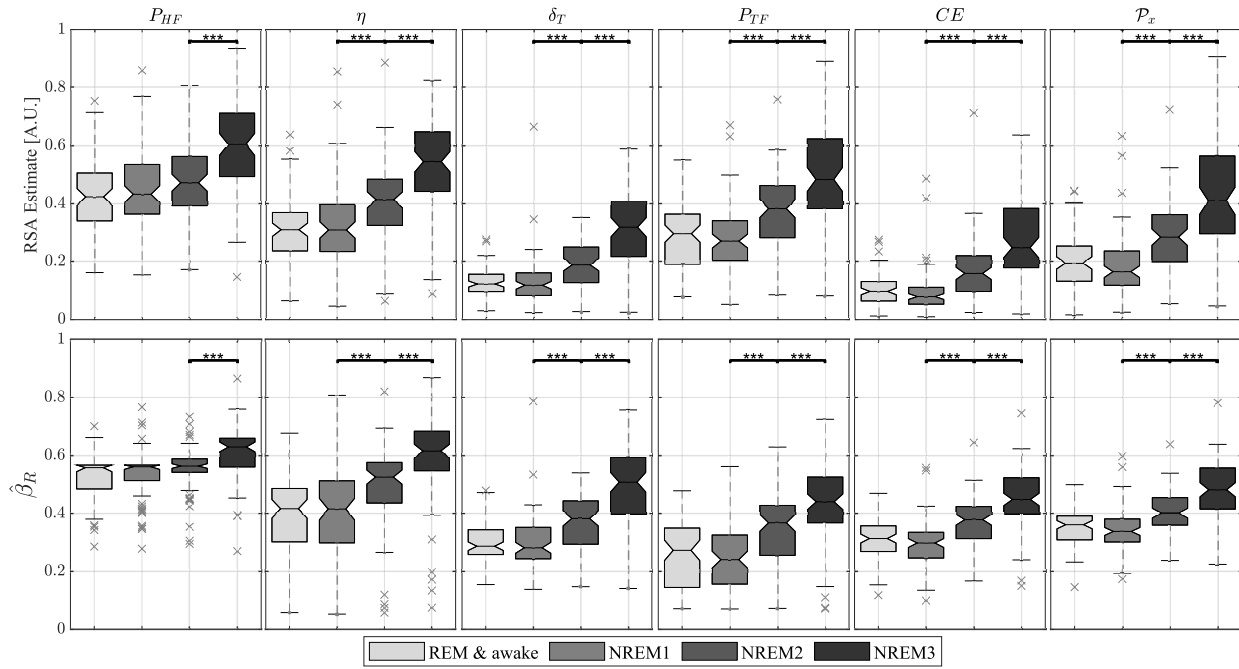 P_HF η δ_T P_TF CE 𝒫_x
*** *** *** *** *** *** *** *** *** *** ***
RSA Estimate [A.U.]
1
0.8
0.6
0.4
0.2
0
*** *** *** *** *** *** *** *** *** *** ***
β̂_R
1
0.8
0.6
0.4
0.2
0
REM & awake NREM1 NREM2 NREM3